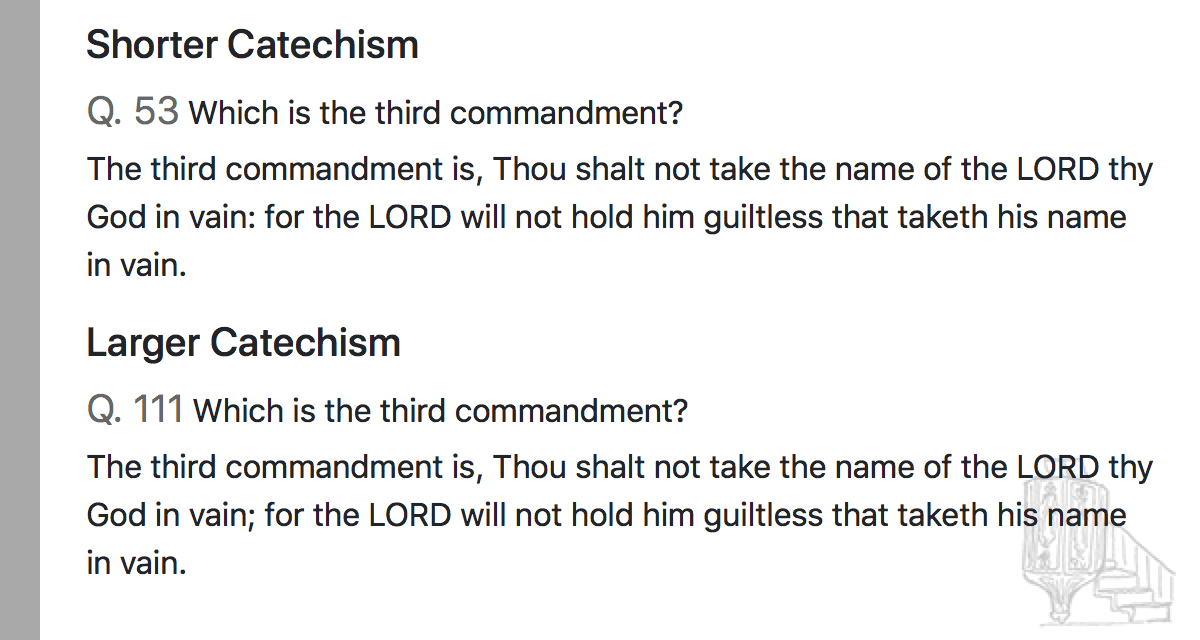 Shorter Catechism
Q. 53 Which is the third commandment?
The third commandment is, Thou shalt not take the name of the LORD thy
God in vain: for the LORD will not hold him guiltless that taketh his name
in vain.
Larger Catechism
Q. 111 Which is the third commandment?
The third commandment is, Thou shalt not take the name of the LORD thy
God in vain; for the LORD will not hold him guiltless that taketh his name
in vain.